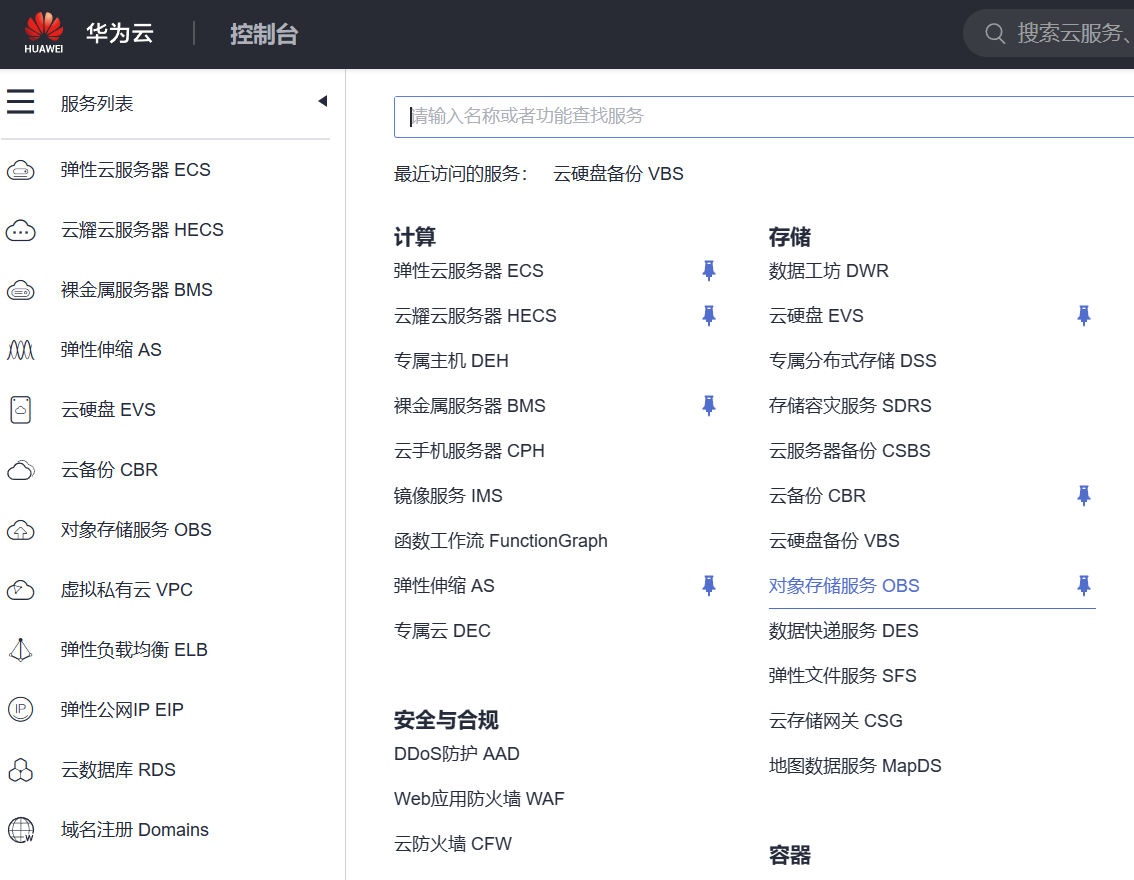 HUAWEI
华为云
控制台
搜索云服务、
服务列表
弹性云服务器 ECS
云耀云服务器 HECS
裸金属服务器 BMS
弹性伸缩 AS
云硬盘 EVS
云备份 CBR
对象存储服务 OBS
虚拟私有云 VPC
弹性负载均衡 ELB
IP
弹性公网IP EIP
云数据库 RDS
W
域名注册 Domains
请输入名称或者功能查找服务
最近访问的服务： 云硬盘备份 VBS
计算
弹性云服务器 ECS
云耀云服务器 HECS
专属主机 DEH
裸金属服务器 BMS
云手机服务器 CPH
镜像服务 IMS
函数工作流 FunctionGraph
弹性伸缩 AS
专属云 DEC
安全与合规
DDoS防护 AAD
Web应用防火墙 WAF
云防火墙 CFW
存储
数据工坊 DWR
云硬盘 EVS
专属分布式存储 DSS
存储容灾服务 SDRS
云服务器备份 CSBS
云备份 CBR
云硬盘备份 VBS
对象存储服务 OBS
数据快递服务 DES
弹性文件服务 SFS
云存储网关 CSG
地图数据服务 MapDS
容器